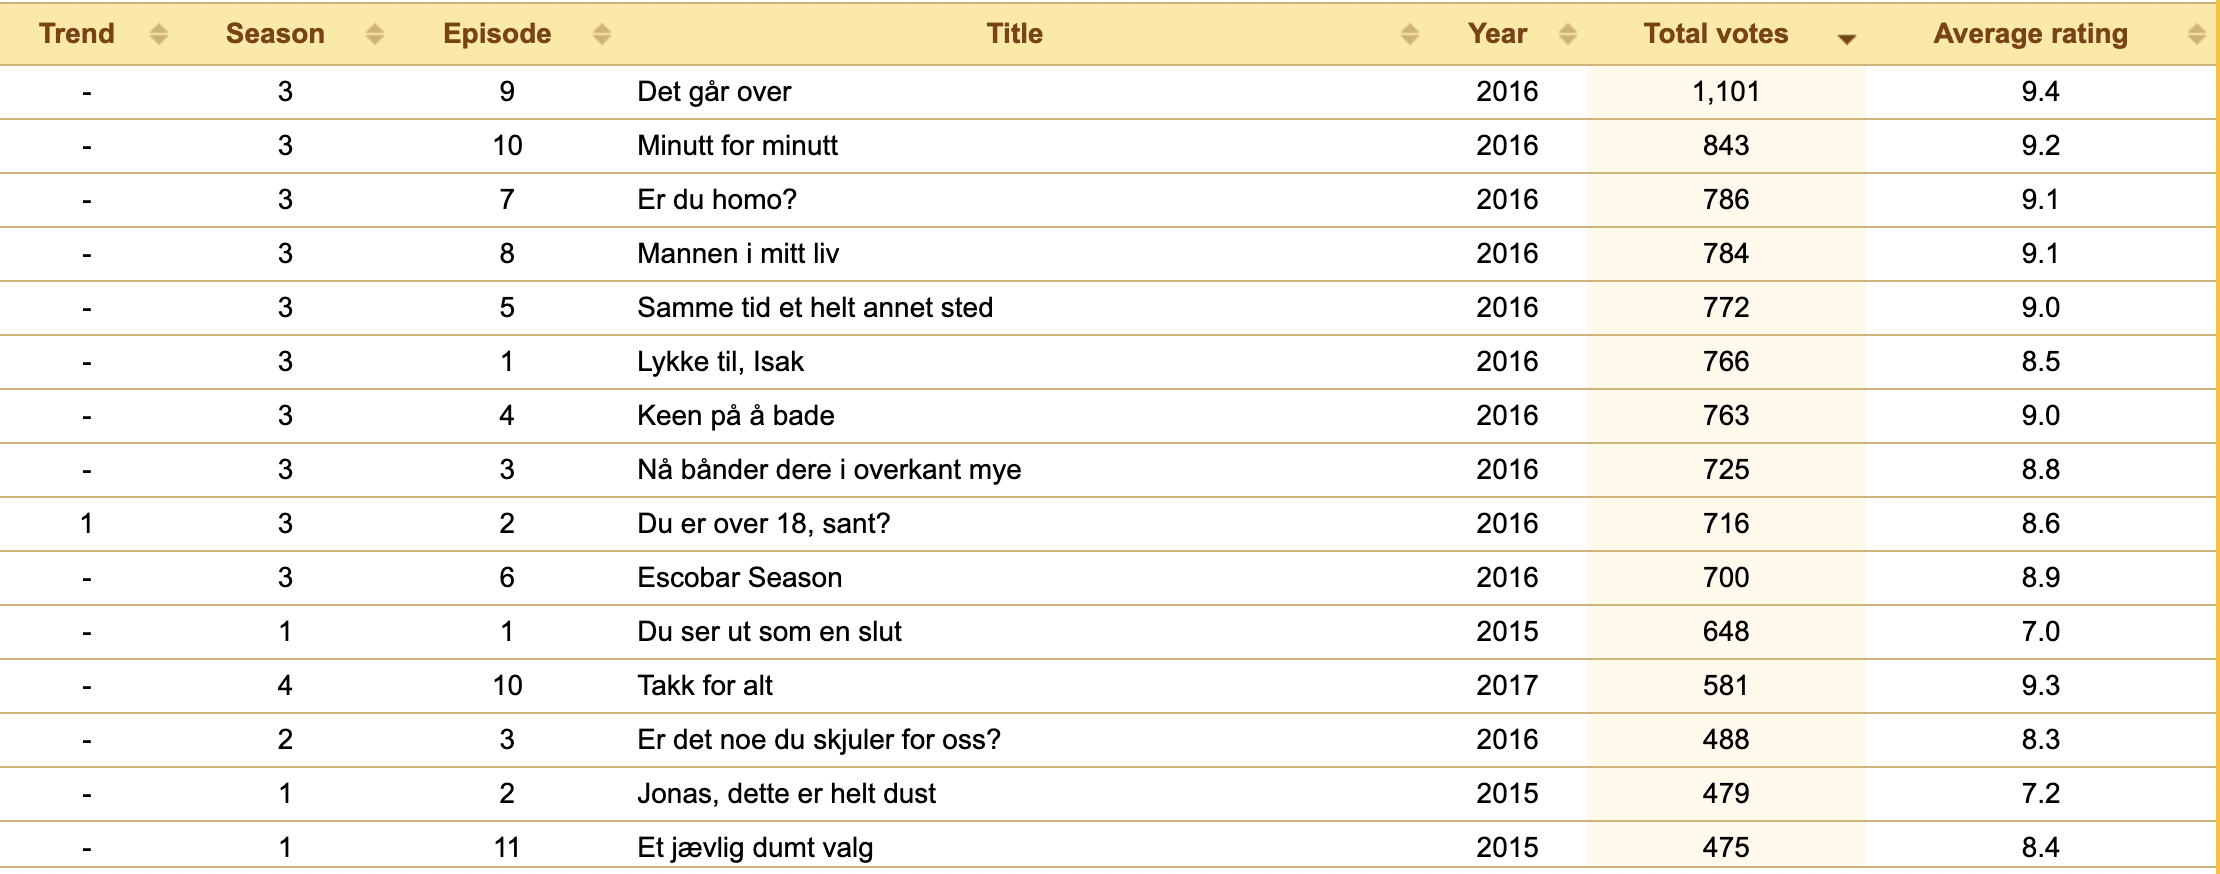 Trend Season Episode Title Year Total votes Average rating
- 3 9 Det går over 2016 1,101 9.4
- 3 10 Minutt for minutt 2016 843 9.2
- 3 7 Er du homo? 2016 786 9.1
- 3 8 Mannen i mitt liv 2016 784 9.1
- 3 5 Samme tid et helt annet sted 2016 772 9.0
- 3 1 Lykke til, Isak 2016 766 8.5
- 3 4 Keen på å bade 2016 763 9.0
- 3 3 Nå bånder dere i overkant mye 2016 725 8.8
1 3 2 Du er over 18, sant? 2016 716 8.6
- 3 6 Escobar Season 2016 700 8.9
- 1 1 Du ser ut som en slut 2015 648 7.0
- 4 10 Takk for alt 2017 581 9.3
- 2 3 Er det noe du skjuler for oss? 2016 488 8.3
- 1 2 Jonas, dette er helt dust 2015 479 7.2
- 1 11 Et jævlig dumt valg 2015 475 8.4